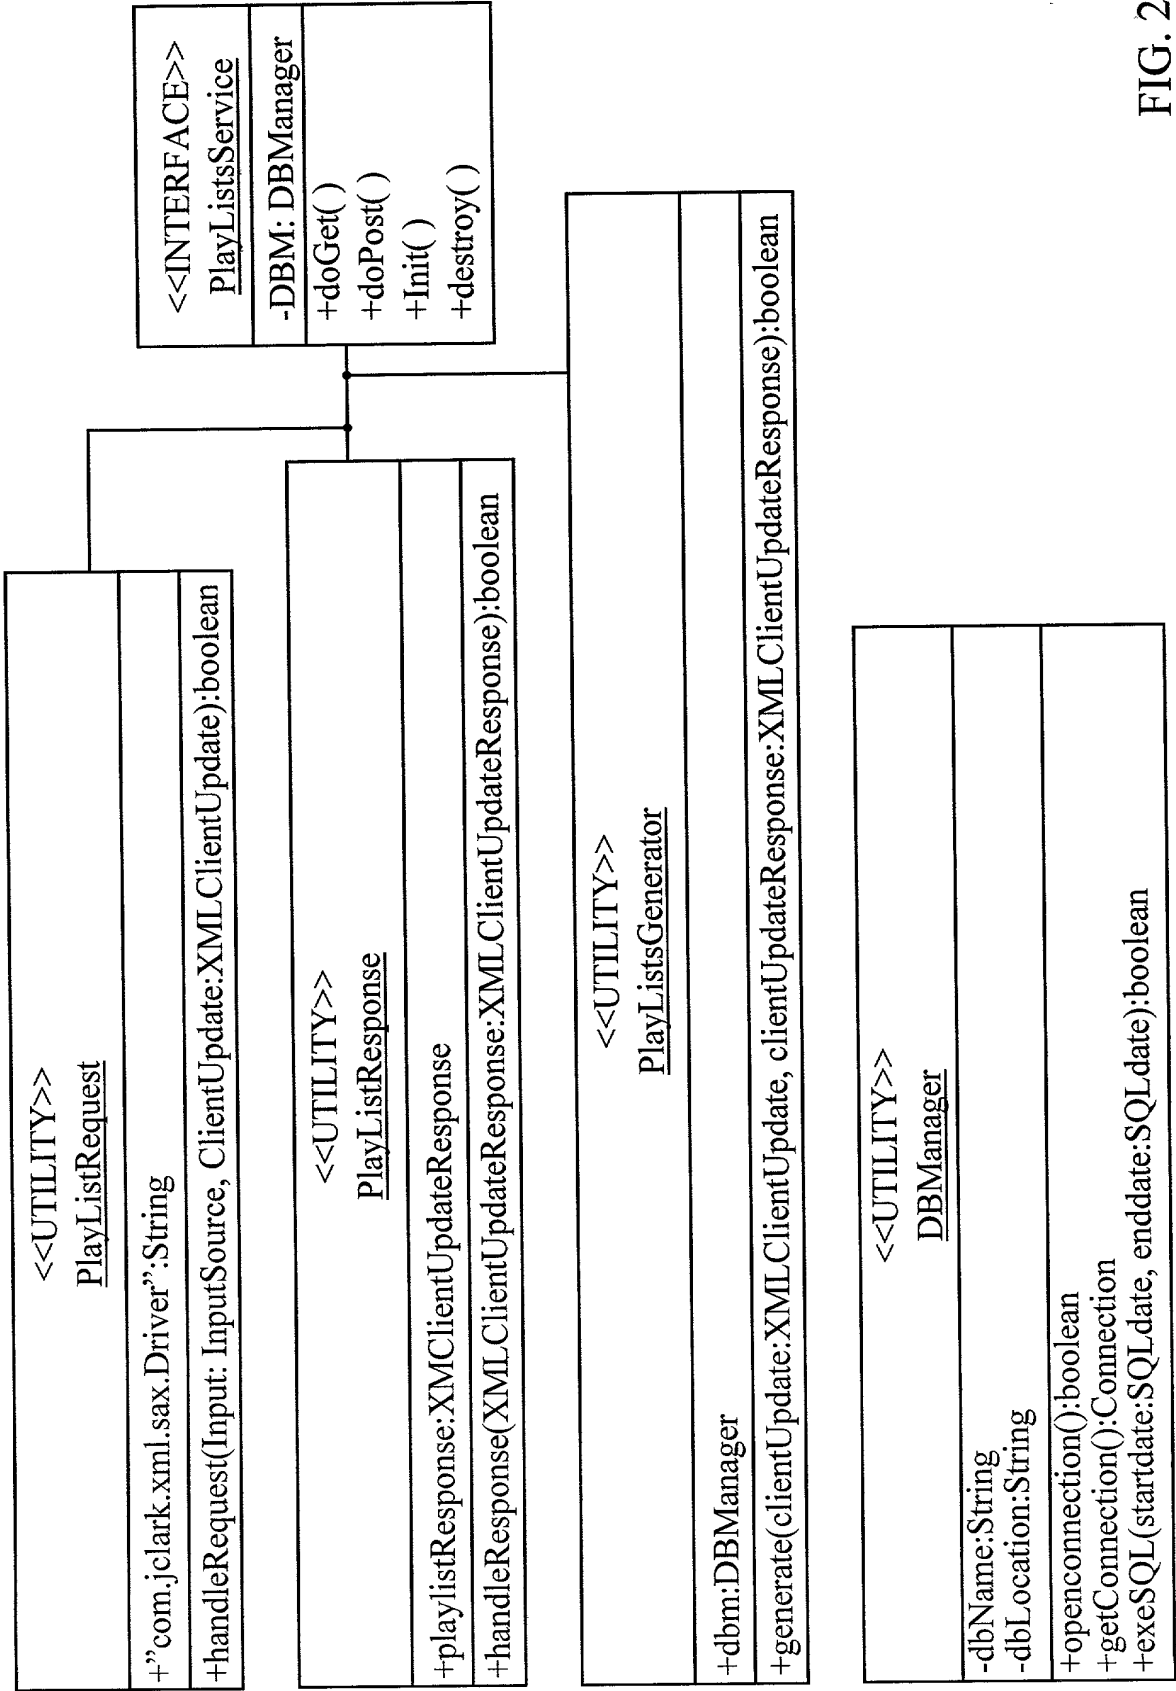 <<UTILITY>>
PlayListRequest
+”com.jclark.xml.sax.Driver”:String
+handleRequest(Input: InputSource, ClientUpdate:XMLClientUpdate):boolean
<<INTERFACE>>
PlayListsService
-DBM: DBManager
+doGet( )
+doPost( )
+Init( )
+destroy( )
<<UTILITY>>
PlayListResponse
+playlistResponse:XMClientUpdateResponse
+handleResponse(XMLClientUpdateResponse:XMLClientUpdateResponse):boolean
<<UTILITY>>
PlayListsGenerator
+dbm:DBManager
+generate(clientUpdate:XMLClientUpdate, clientUpdateResponse:XMLClientUpdateResponse):boolean
<<UTILITY>>
DBManager
-dbName:String
-dbLocation:String
+openconnection():boolean
+getConnection():Connection
+exeSQL(startdate:SQLdate, enddate:SQLdate):boolean
FIG. 2